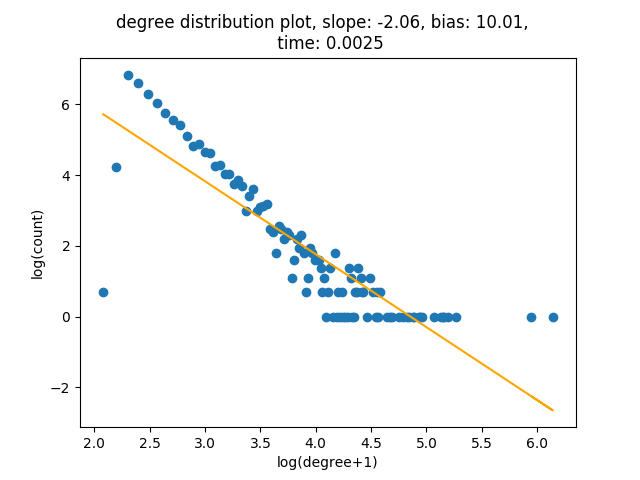 degree distribution plot, slope: -2.06, bias: 10.01,
time: 0.0025
6
4
2
0
−2
log(count)
2.0 2.5 3.0 3.5 4.0 4.5 5.0 5.5 6.0
log(degree+1)